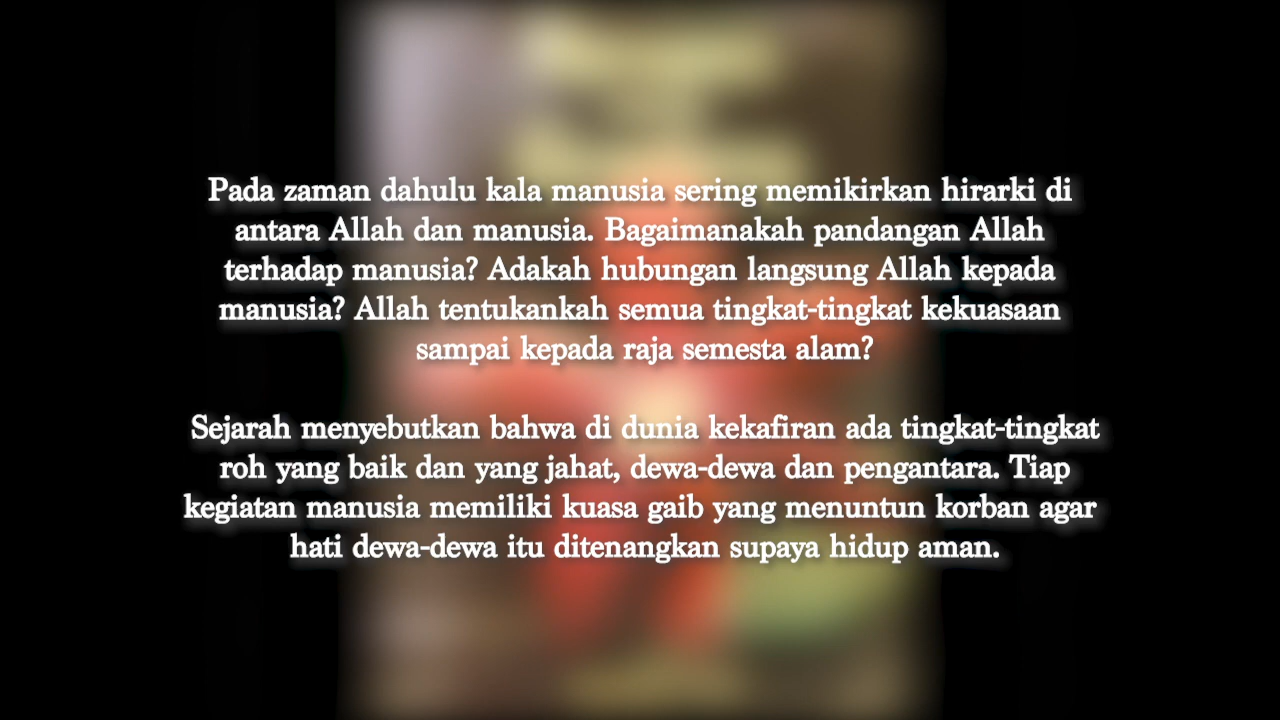 Pada zaman dahulu kala manusia sering memikirkan hirarki di
antara Allah dan manusia. Bagaimanakah pandangan Allah
terhadap manusia? Adakah hubungan langsung Allah kepada
manusia? Allah tentukankah semua tingkat-tingkat kekuasaan
sampai kepada raja semesta alam?
Sejarah menyebutkan bahwa di dunia kekafiran ada tingkat-tingkat
roh yang baik dan yang jahat, dewa-dewa dan pengantara. Tiap
kegiatan manusia memiliki kuasa gaib yang menuntun korban agar
hati dewa-dewa itu ditenangkan supaya hidup aman.